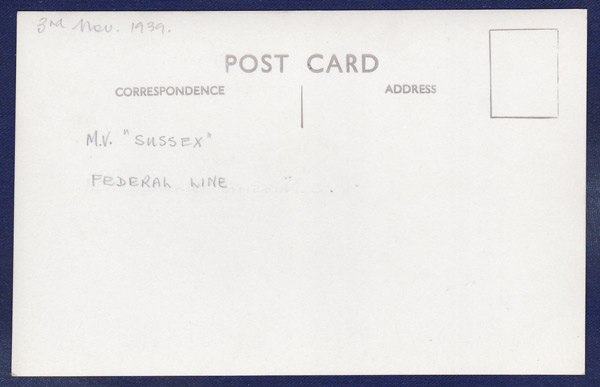 3rd Nov. 1939.
POST CARD
CORRESPONDENCE
ADDRESS
M.V. "SUSSEX"
FEDERAL LINE